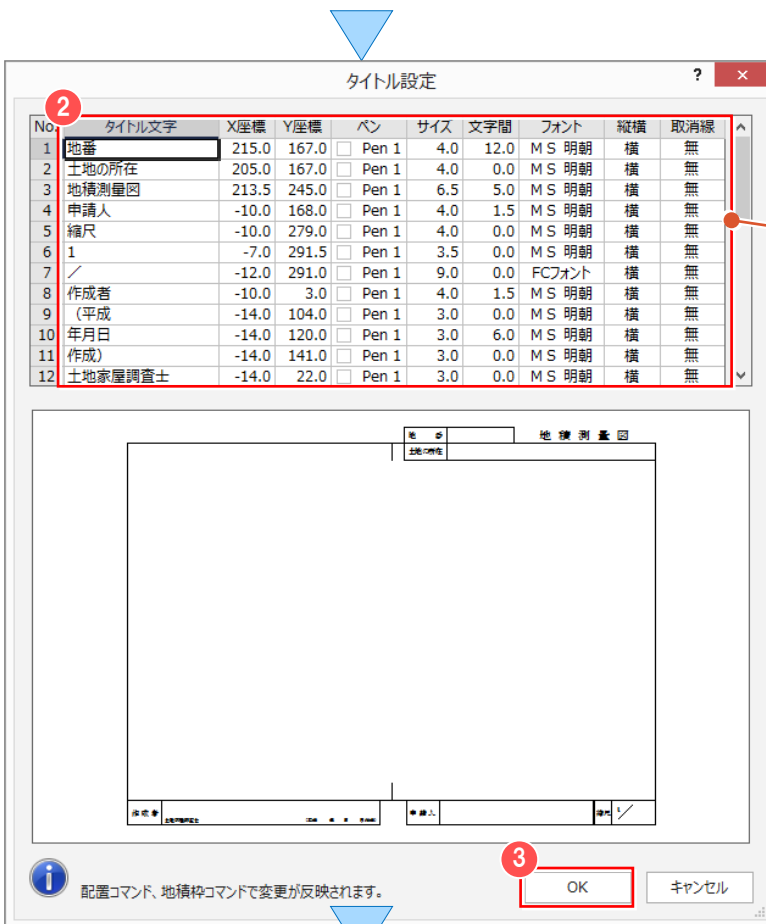 タイトル設定
? ×
2
No. タイトル文字 X座標 Y座標 ペン サイズ 文字間 フォント 縦横 取消線
1 地番 215.0 167.0 Pen 1 4.0 12.0 ＭＳ 明朝 横 無
2 土地の所在 205.0 167.0 Pen 1 4.0 0.0 ＭＳ 明朝 横 無
3 地積測量図 213.5 245.0 Pen 1 6.5 5.0 ＭＳ 明朝 横 無
4 申請人 -10.0 168.0 Pen 1 4.0 1.5 ＭＳ 明朝 横 無
5 縮尺 -10.0 279.0 Pen 1 4.0 0.0 ＭＳ 明朝 横 無
6 1 -7.0 291.5 Pen 1 3.5 0.0 ＭＳ 明朝 横 無
7 ／ -12.0 291.0 Pen 1 9.0 0.0 FCフォント 横 無
8 作成者 -10.0 3.0 Pen 1 4.0 1.5 ＭＳ 明朝 横 無
9 （平成 -14.0 104.0 Pen 1 3.0 0.0 ＭＳ 明朝 横 無
10 年月日 -14.0 120.0 Pen 1 3.0 6.0 ＭＳ 明朝 横 無
11 作成） -14.0 141.0 Pen 1 3.0 0.0 ＭＳ 明朝 横 無
12 土地家屋調査士 -14.0 22.0 Pen 1 3.0 0.0 ＭＳ 明朝 横 無
地 番 地 積 測 量 図
土地の所在
作 成 者 土地家屋調査士 申 請 人 縮尺 1／
3
配置コマンド、地積枠コマンドで変更が反映されます。
OK キャンセル